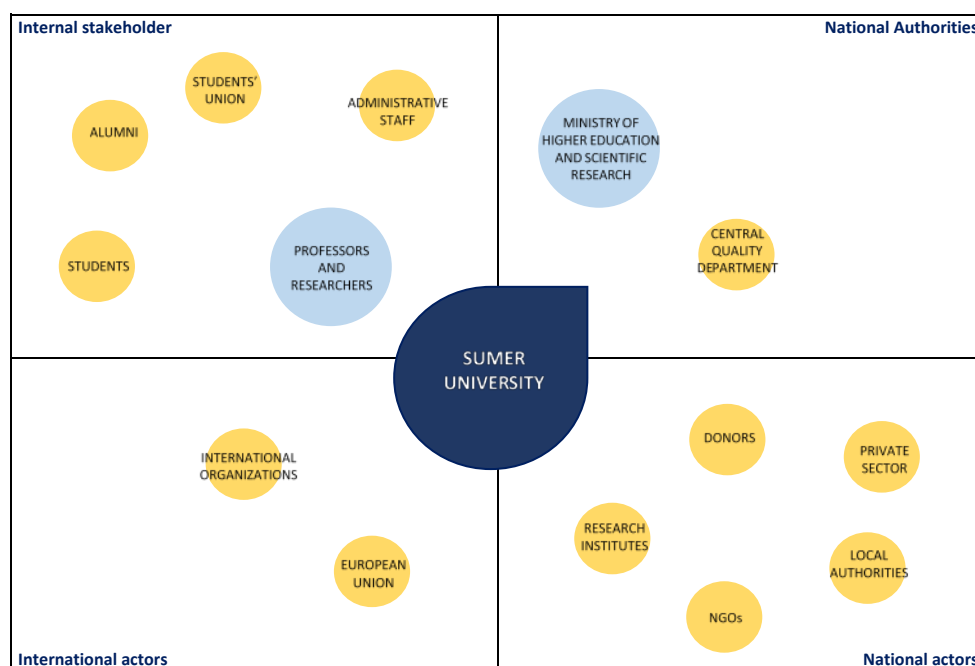 Internal stakeholder
National Authorities
STUDENTS'
UNION
ADMINISTRATIVE
STAFF
ALUMNI
STUDENTS
PROFESSORS
AND
RESEARCHERS
MINISTRY OF
HIGHER EDUCATION
AND SCIENTIFIC
RESEARCH
CENTRAL
QUALITY
DEPARTMENT
SUMER
UNIVERSITY
INTERNATIONAL
ORGANIZATIONS
EUROPEAN
UNION
DONORS
PRIVATE
SECTOR
RESEARCH
INSTITUTES
LOCAL
AUTHORITIES
NGOs
International actors
National actors